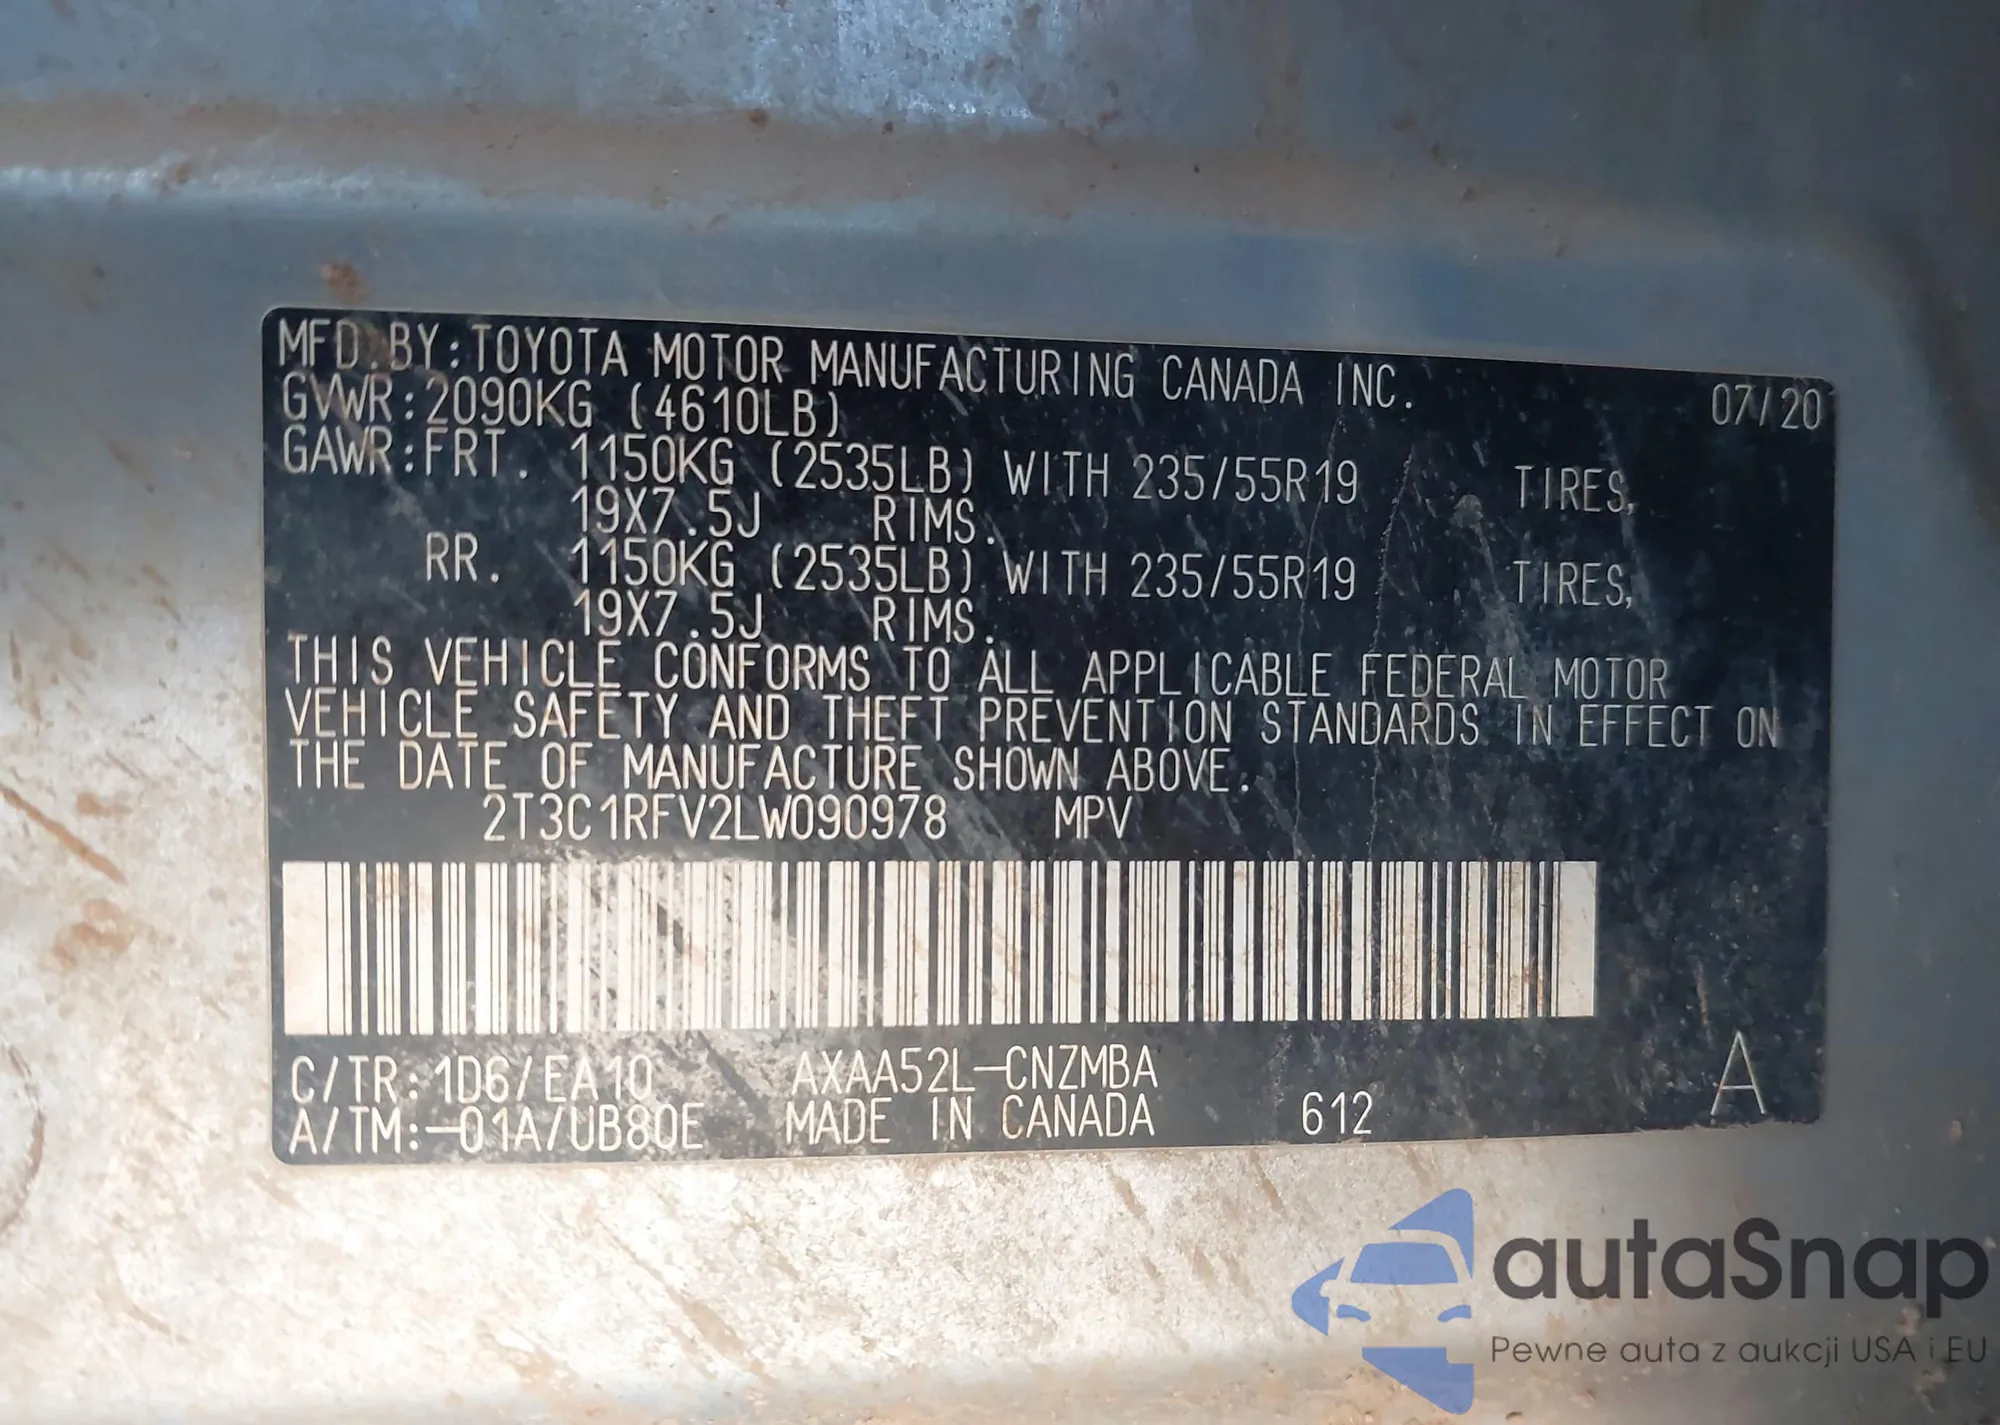 MFD.BY:TOYOTA MOTOR MANUFACTURING CANADA INC. 07/20
GVWR:2090KG (4610LB)
GAWR:FRT. 1150KG (2535LB) WITH 235/55R19 TIRES,
19X7.5J RIMS.
RR. 1150KG (2535LB) WITH 235/55R19 TIRES,
19X7.5J RIMS.
THIS VEHICLE CONFORMS TO ALL APPLICABLE FEDERAL MOTOR
VEHICLE SAFETY AND THEFT PREVENTION STANDARDS IN EFFECT ON
THE DATE OF MANUFACTURE SHOWN ABOVE.
2T3C1RFV2LW090978 MPV
C/TR:1D6/EA10 AXAA52L-CNZMBA A
A/TM:-01A/UB80E MADE IN CANADA 612
autaSnap
Pewne auta z aukcji USA i EU